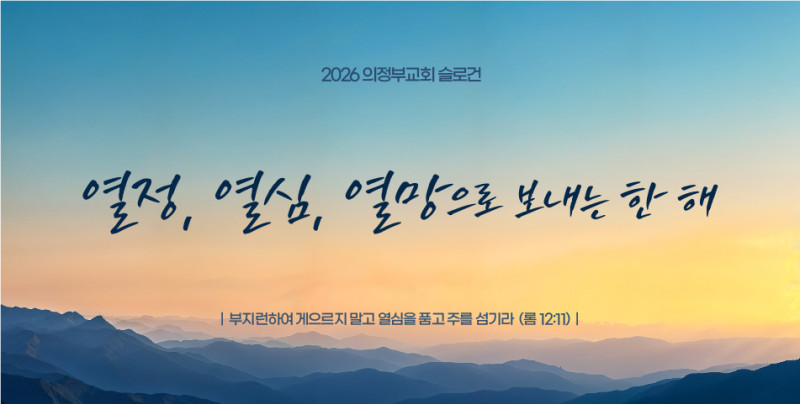 2026 의정부교회 슬로건
열정, 열심, 열망으로 보내는 한 해
| 부지런하여 게으르지 말고 열심을 품고 주를 섬기라 (롬 12:11) |